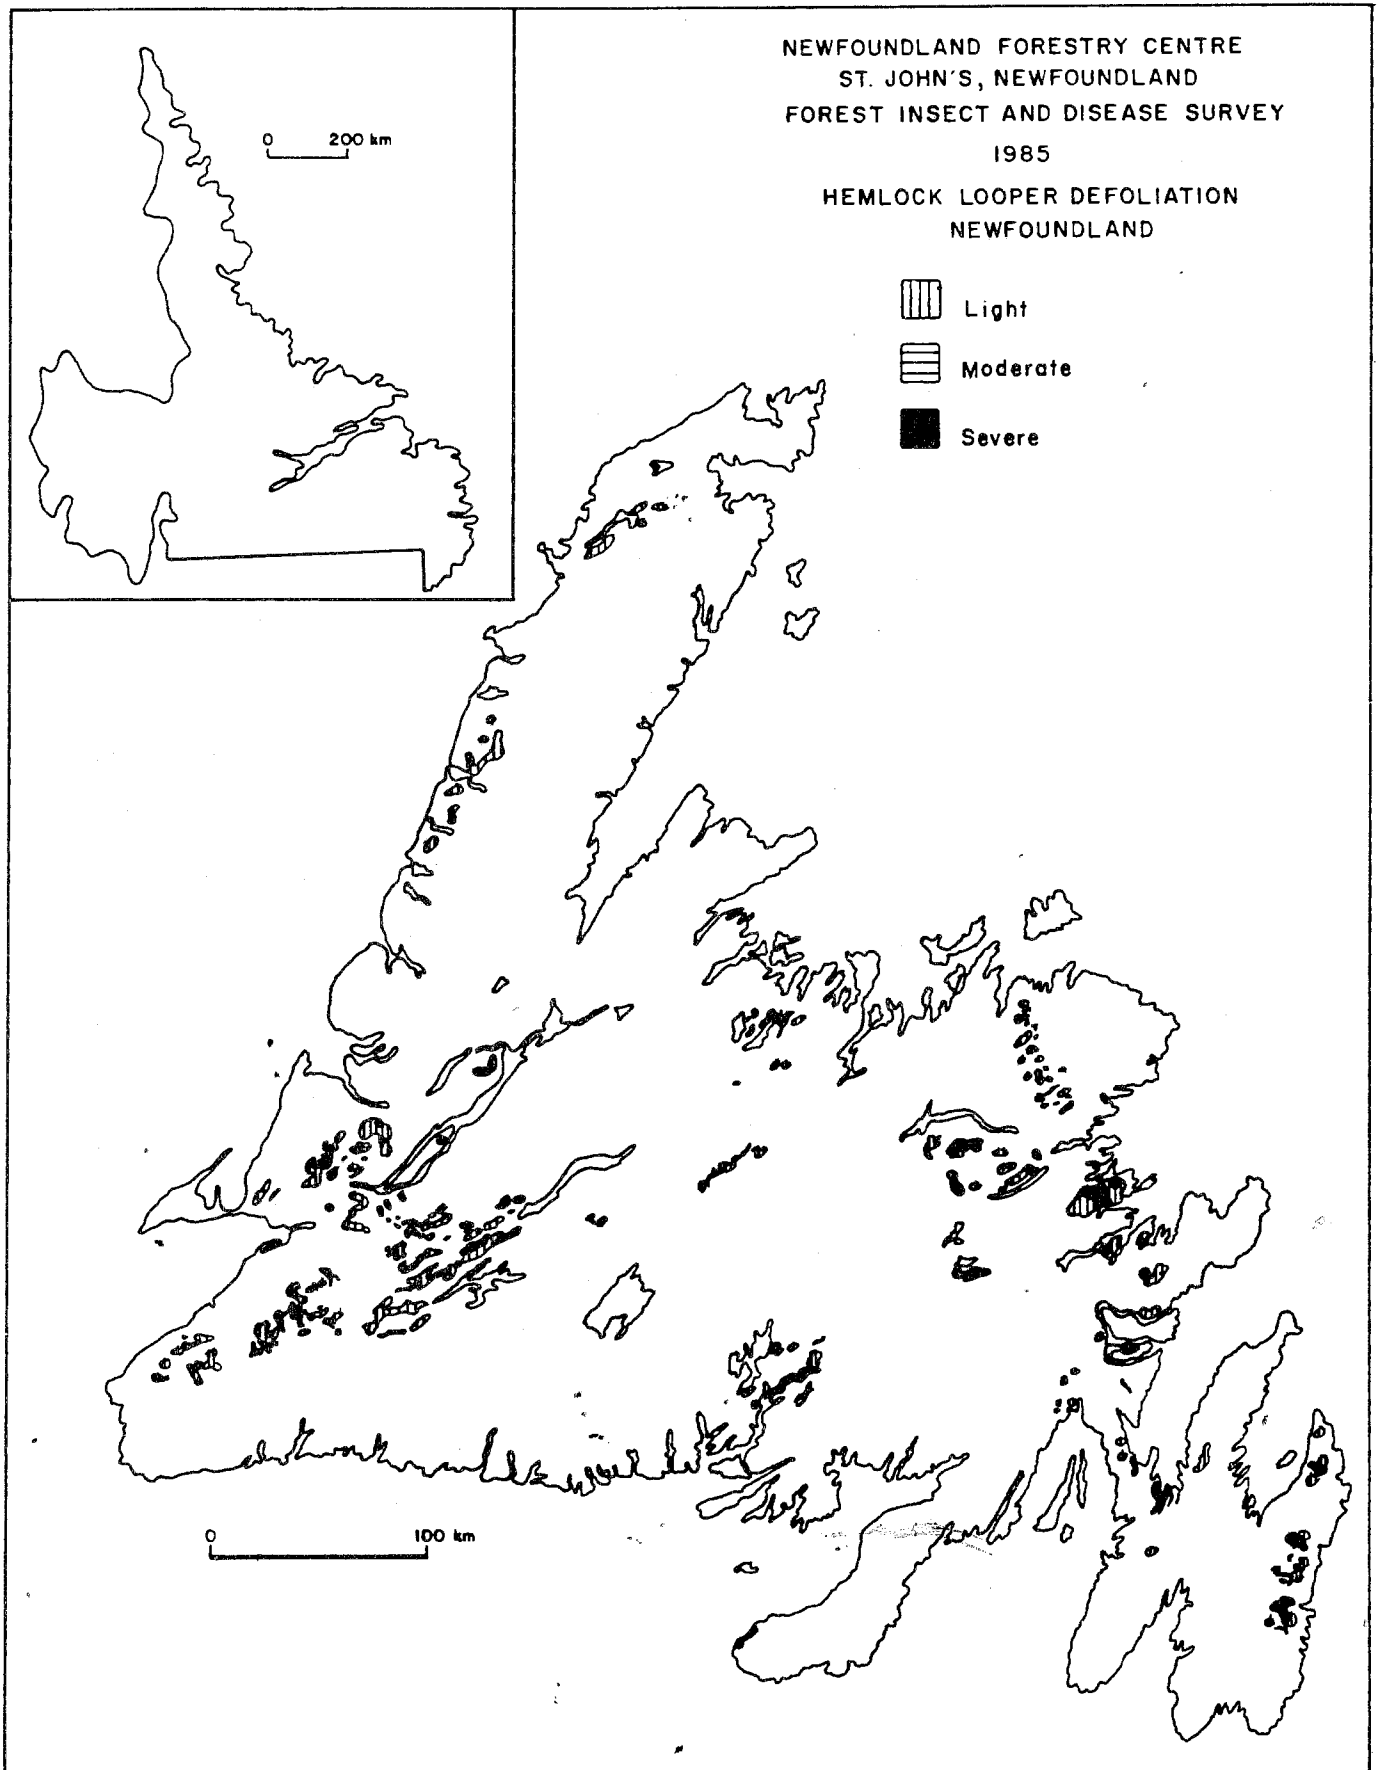 NEWFOUNDLAND FORESTRY CENTRE
ST. JOHN'S, NEWFOUNDLAND
FOREST INSECT AND DISEASE SURVEY
1985
HEMLOCK LOOPER DEFOLIATION
NEWFOUNDLAND
0 200 km
Light
Moderate
Severe
0 100 km